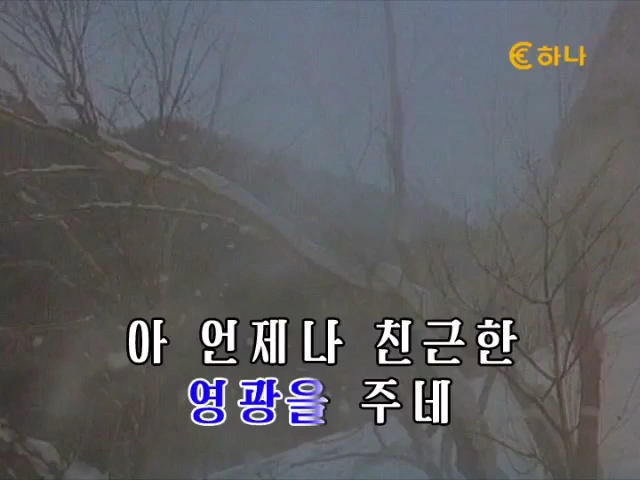 하나
아 언제나 친근한
영광을 주네